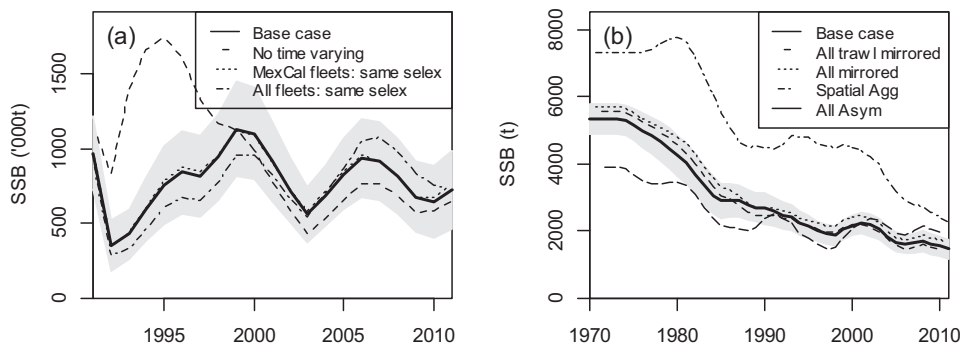 (a)
Base case
No time varying
MexCal fleets: same selex
All fleets: same selex
SSB ('000t)
0
500
1000
1500
1995
2000
2005
2010
(b)
Base case
All trawl mirrored
All mirrored
Spatial Agg
All Asym
SSB (t)
0
2000
4000
6000
8000
1970
1980
1990
2000
2010